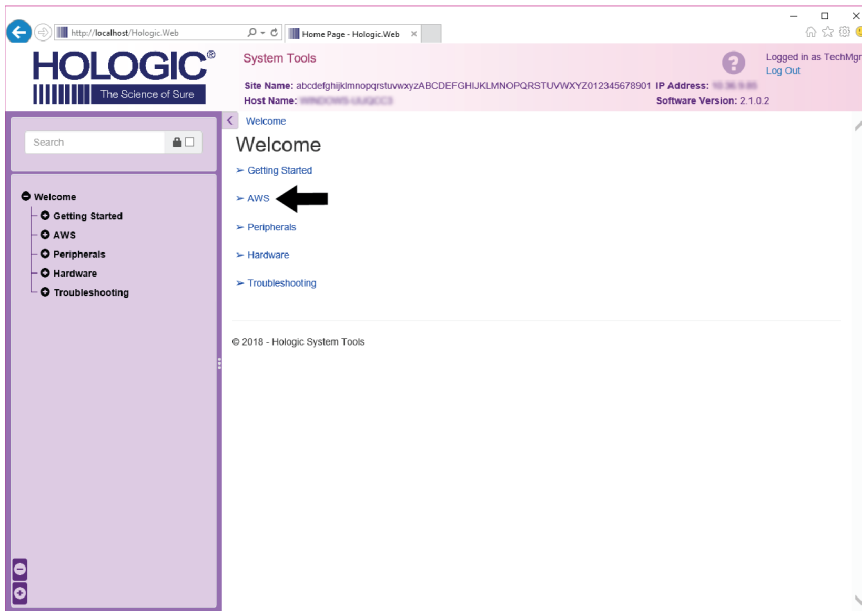 http://localhost/Hologic.Web
Home Page - Hologic.Web
HOLOGIC®
The Science of Sure
System Tools
Logged in as TechMgr
Log Out
Site Name: abcdefghijklmnopqrstuvwxyzABCDEFGHIJKLMNOPQRSTUVWXYZ012345678901 IP Address:
Host Name:
Software Version: 2.1.0.2
Search
Welcome
Getting Started
AWS
Peripherals
Hardware
Troubleshooting
Welcome
Welcome
➢ Getting Started
➢ AWS
➢ Peripherals
➢ Hardware
➢ Troubleshooting
© 2018 - Hologic System Tools